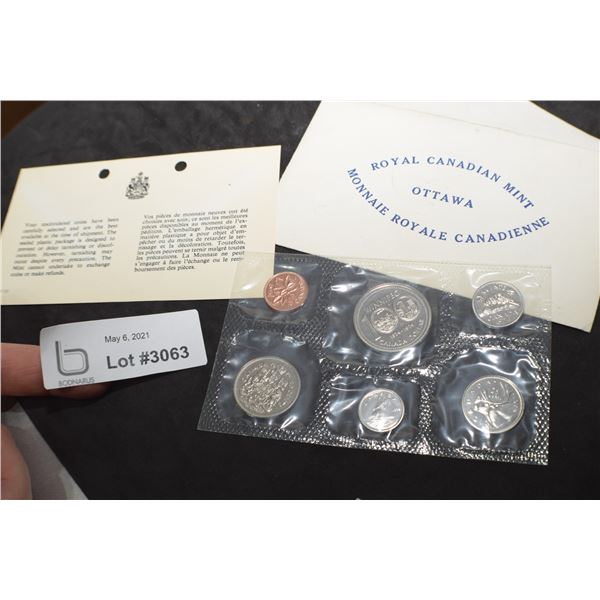 Your uncirculated coins have been
carefully selected and are the best
available at the time of shipment. The
sealed plastic package is designed to
prevent or delay tarnishing or discol-
ouration. However, tarnishing may
occur despite every precaution. The
Mint cannot undertake to exchange
coins or make refunds.
Vos pièces de monnaie neuves ont été
choisies avec soin; ce sont les meilleures
pièces disponibles au moment de l'ex-
pédition. L'emballage hermétique en
matière plastique a pour objet d'em-
pêcher ou du moins de retarder le ter-
nissage et la décoloration. Toutefois,
les pièces peuvent se ternir malgré toutes
les précautions. La Monnaie ne peut
s'engager à faire l'échange ou le rem-
boursement des pièces.
ROYAL CANADIAN MINT
OTTAWA
MONNAIE ROYALE CANADIENNE
WINNIPEG
CANADA
May 6, 2021
Lot #3063
b
BODNARUS